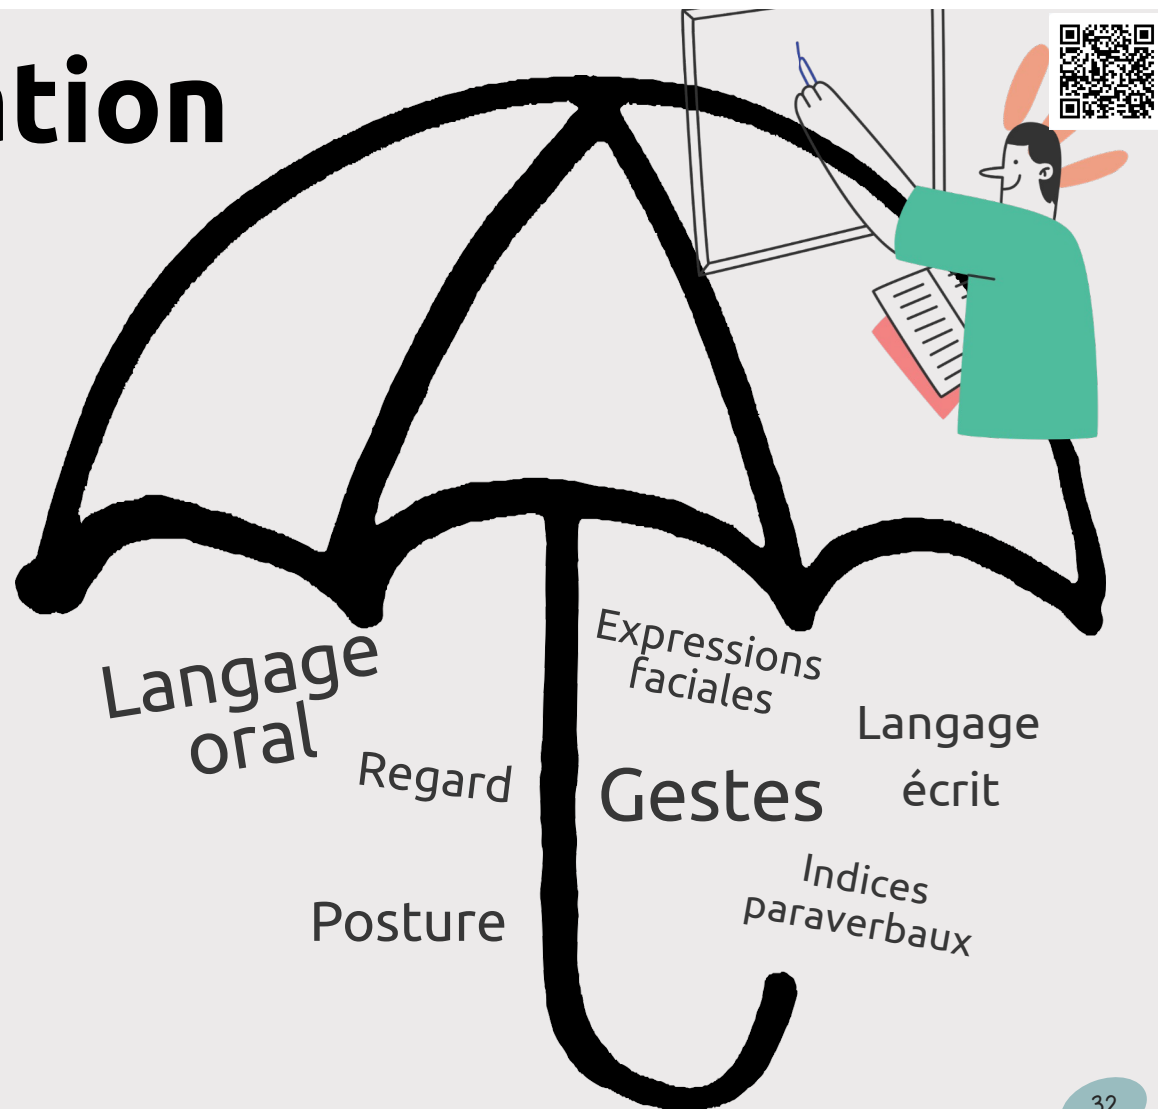 ation
Langage
oral
Regard
Posture
Expressions
faciales
Gestes
Langage
écrit
Indices
paraverbaux
32